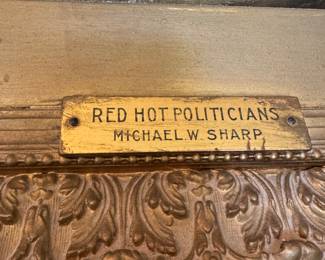 RED HOT POLITICIANS
MICHAEL.W. SHARP.